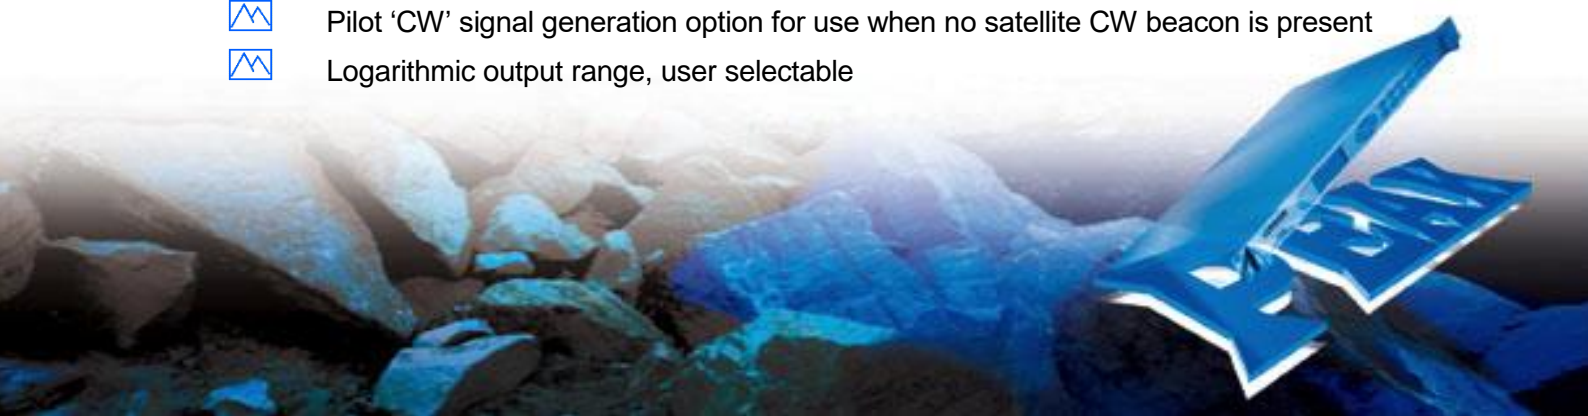 Pilot ‘CW’ signal generation option for use when no satellite CW beacon is present
Logarithmic output range, user selectable
PEAK